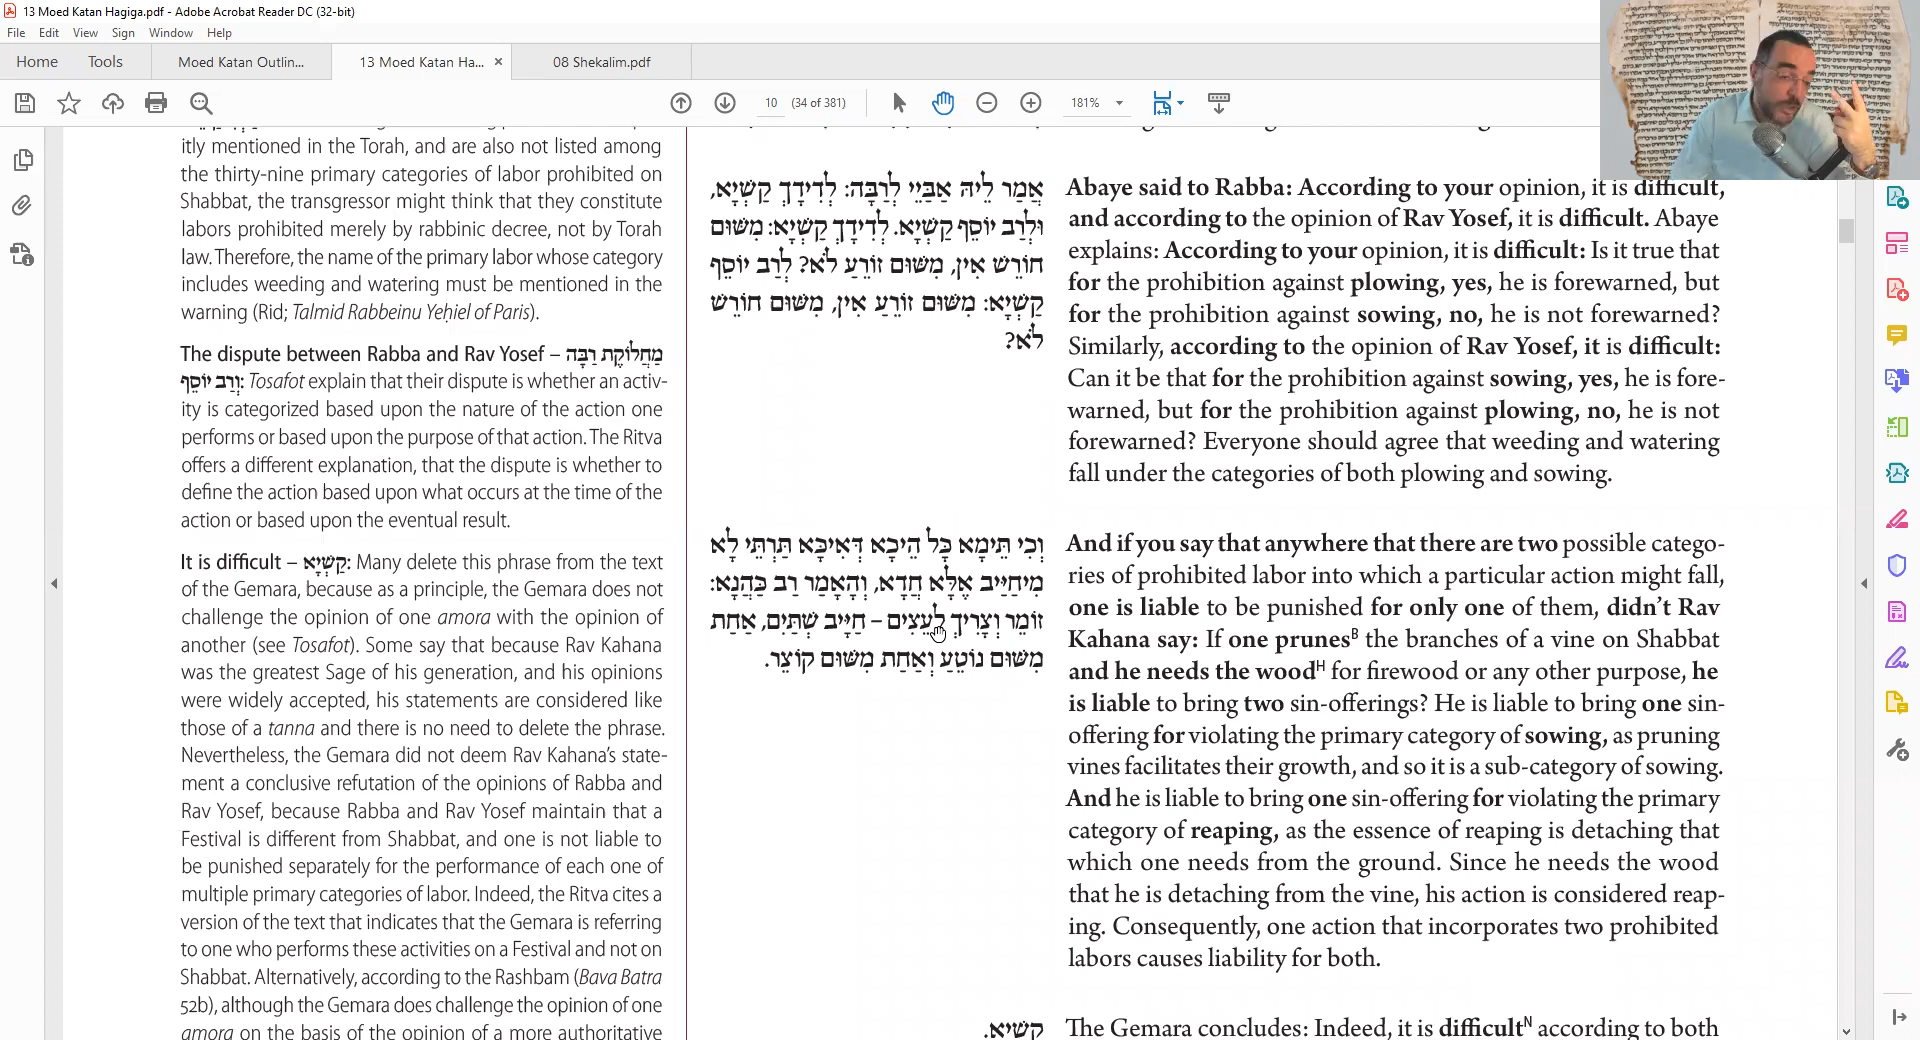 13 Moed Katan Hagiga.pdf - Adobe Acrobat Reader DC (32-bit)
File Edit View Sign Window Help
Home Tools Moed Katan Outlin... 13 Moed Katan Ha... × 08 Shekalim.pdf
10 (34 of 381) 181%
itly mentioned in the Torah, and are also not listed among
the thirty-nine primary categories of labor prohibited on
Shabbat, the transgressor might think that they constitute
labors prohibited merely by rabbinic decree, not by Torah
law. Therefore, the name of the primary labor whose category
includes weeding and watering must be mentioned in the
warning (Rid; Talmid Rabbeinu Yeḥiel of Paris).
The dispute between Rabba and Rav Yosef – מַחֲלוֹקֶת רַבָּה
וְרַב יוֹסֵף: Tosafot explain that their dispute is whether an activ-
ity is categorized based upon the nature of the action one
performs or based upon the purpose of that action. The Ritva
offers a different explanation, that the dispute is whether to
define the action based upon what occurs at the time of the
action or based upon the eventual result.
It is difficult – קַשְׁיָא: Many delete this phrase from the text
of the Gemara, because as a principle, the Gemara does not
challenge the opinion of one amora with the opinion of
another (see Tosafot). Some say that because Rav Kahana
was the greatest Sage of his generation, and his opinions
were widely accepted, his statements are considered like
those of a tanna and there is no need to delete the phrase.
Nevertheless, the Gemara did not deem Rav Kahana's state-
ment a conclusive refutation of the opinions of Rabba and
Rav Yosef, because Rabba and Rav Yosef maintain that a
Festival is different from Shabbat, and one is not liable to
be punished separately for the performance of each one of
multiple primary categories of labor. Indeed, the Ritva cites a
version of the text that indicates that the Gemara is referring
to one who performs these activities on a Festival and not on
Shabbat. Alternatively, according to the Rashbam (Bava Batra
52b), although the Gemara does challenge the opinion of one
amora on the basis of the opinion of a more authoritative
אֲמַר לֵיהּ אַבַּיֵי לְרַבָּה: לְדִידָךְ קַשְׁיָא,
וּלְרַב יוֹסֵף קַשְׁיָא. לְדִידָךְ קַשְׁיָא: מִשּׁוּם
חוֹרֵשׁ אִין, מִשּׁוּם זוֹרֵעַ לֹא? לְרַב יוֹסֵף
קַשְׁיָא: מִשּׁוּם זוֹרֵעַ אִין, מִשּׁוּם חוֹרֵשׁ
לֹא?
וְכִי תֵּימָא כָּל הֵיכָא דְּאִיכָּא תַּרְתֵּי לָא
מִיחַיַּיב אֶלָּא חֲדָא, וְהָאָמַר רַב כַּהֲנָא:
זוֹמֵר וְצָרִיךְ לְעֵצִים – חַיָּיב שְׁתַּיִם, אַחַת
מִשּׁוּם נוֹטֵעַ וְאַחַת מִשּׁוּם קוֹצֵר.
קַשְׁיָא.
Abaye said to Rabba: According to your opinion, it is difficult,
and according to the opinion of Rav Yosef, it is difficult. Abaye
explains: According to your opinion, it is difficult: Is it true that
for the prohibition against plowing, yes, he is forewarned, but
for the prohibition against sowing, no, he is not forewarned?
Similarly, according to the opinion of Rav Yosef, it is difficult:
Can it be that for the prohibition against sowing, yes, he is fore-
warned, but for the prohibition against plowing, no, he is not
forewarned? Everyone should agree that weeding and watering
fall under the categories of both plowing and sowing.
And if you say that anywhere that there are two possible catego-
ries of prohibited labor into which a particular action might fall,
one is liable to be punished for only one of them, didn't Rav
Kahana say: If one prunesᴮ the branches of a vine on Shabbat
and he needs the woodᴴ for firewood or any other purpose, he
is liable to bring two sin-offerings? He is liable to bring one sin-
offering for violating the primary category of sowing, as pruning
vines facilitates their growth, and so it is a sub-category of sowing.
And he is liable to bring one sin-offering for violating the primary
category of reaping, as the essence of reaping is detaching that
which one needs from the ground. Since he needs the wood
that he is detaching from the vine, his action is considered reap-
ing. Consequently, one action that incorporates two prohibited
labors causes liability for both.
The Gemara concludes: Indeed, it is difficultᴺ according to both